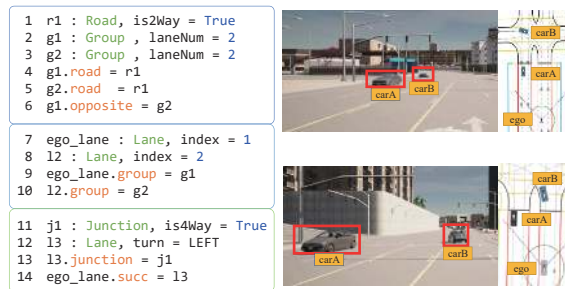 1 r1 : Road, is2Way = True
2 g1 : Group , laneNum = 2
3 g2 : Group , laneNum = 2
4 g1.road = r1
5 g2.road = r1
6 g1.opposite = g2
7 ego_lane : Lane, index = 1
8 l2 : Lane, index = 2
9 ego_lane.group = g1
10 l2.group = g2
11 j1 : Junction, is4Way = True
12 l3 : Lane, turn = LEFT
13 l3.junction = j1
14 ego_lane.succ = l3
carA
carB
carB
carA
ego
carA
carB
carB
carA
ego